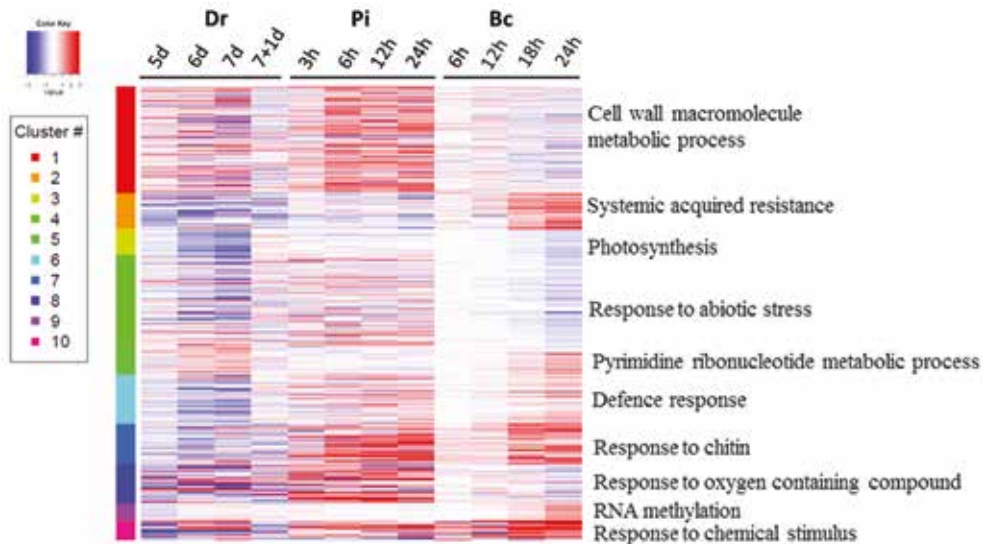 Color Key
Value
Dr Pi Bc
5d 6d 7d 7+1d 3h 6h 12h 24h 6h 12h 18h 24h
Cluster #
1
2
3
4
5
6
7
8
9
10
Cell wall macromolecule
metabolic process
Systemic acquired resistance
Photosynthesis
Response to abiotic stress
Pyrimidine ribonucleotide metabolic process
Defence response
Response to chitin
Response to oxygen containing compound
RNA methylation
Response to chemical stimulus